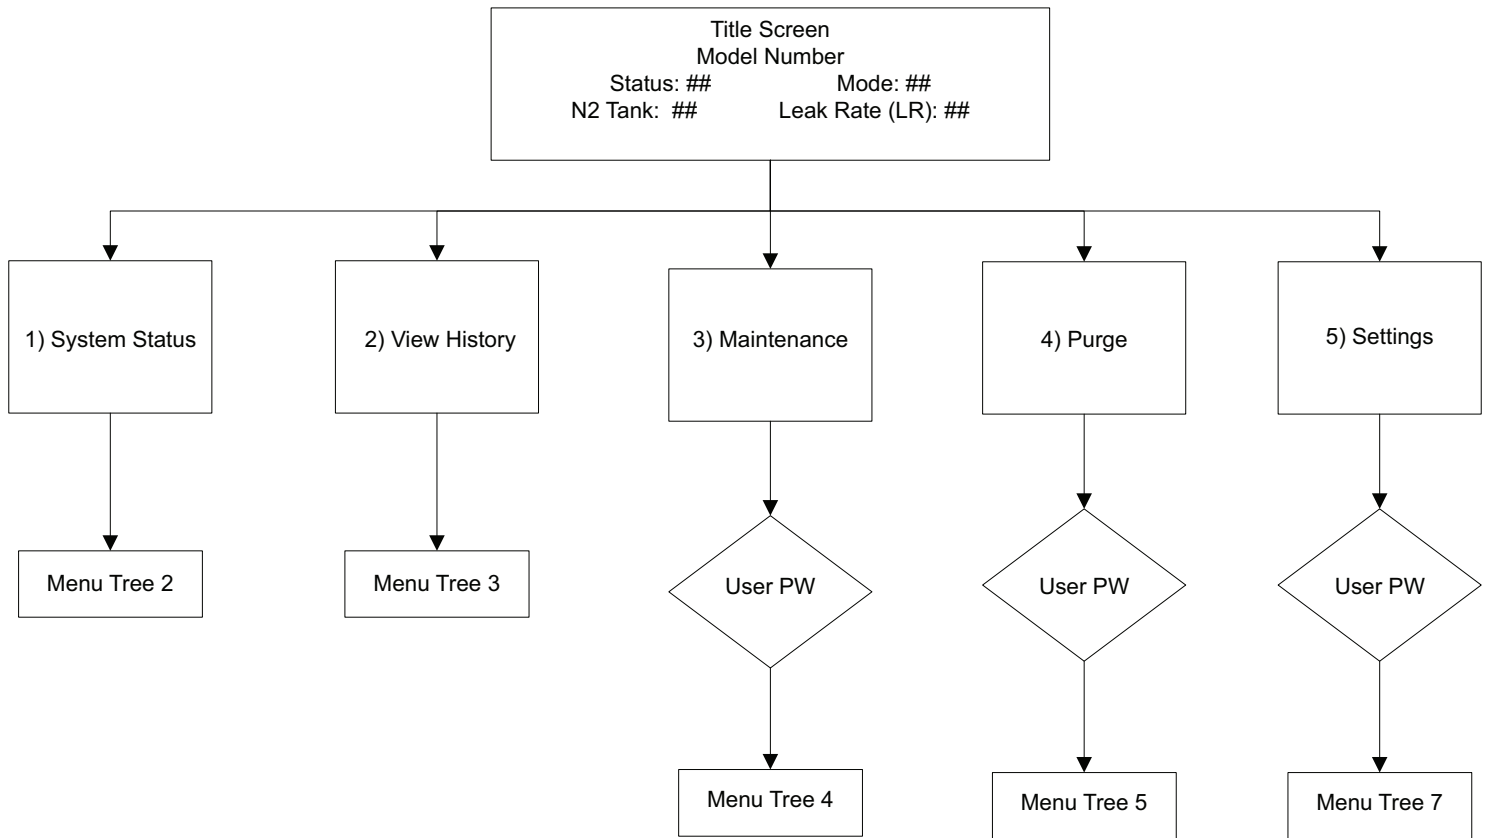 Title Screen
Model Number
Status: ## Mode: ##
N2 Tank: ## Leak Rate (LR): ##
1) System Status
2) View History
3) Maintenance
4) Purge
5) Settings
Menu Tree 2
Menu Tree 3
User PW
User PW
User PW
Menu Tree 4
Menu Tree 5
Menu Tree 7